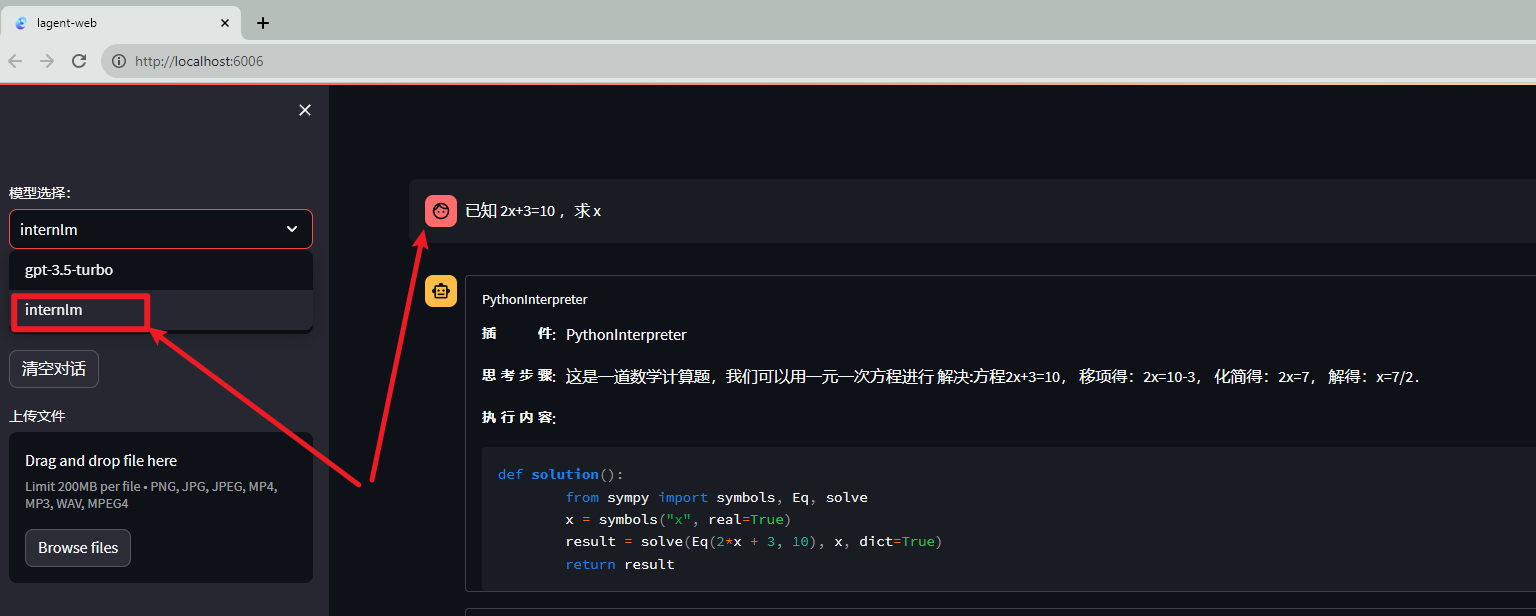 lagent-web
http://localhost:6006
模型选择：
internlm
gpt-3.5-turbo
internlm
清空对话
上传文件
Drag and drop file here
Limit 200MB per file • PNG, JPG, JPEG, MP4,
MP3, WAV, MPEG4
Browse files
已知 2x+3=10 ，求 x
PythonInterpreter
插 件：PythonInterpreter
思 考 步 骤：这是一道数学计算题，我们可以用一元一次方程进行 解决:方程2x+3=10， 移项得：2x=10-3， 化简得：2x=7， 解得：x=7/2.
执 行 内 容：
def solution():
from sympy import symbols, Eq, solve
x = symbols("x", real=True)
result = solve(Eq(2*x + 3, 10), x, dict=True)
return result